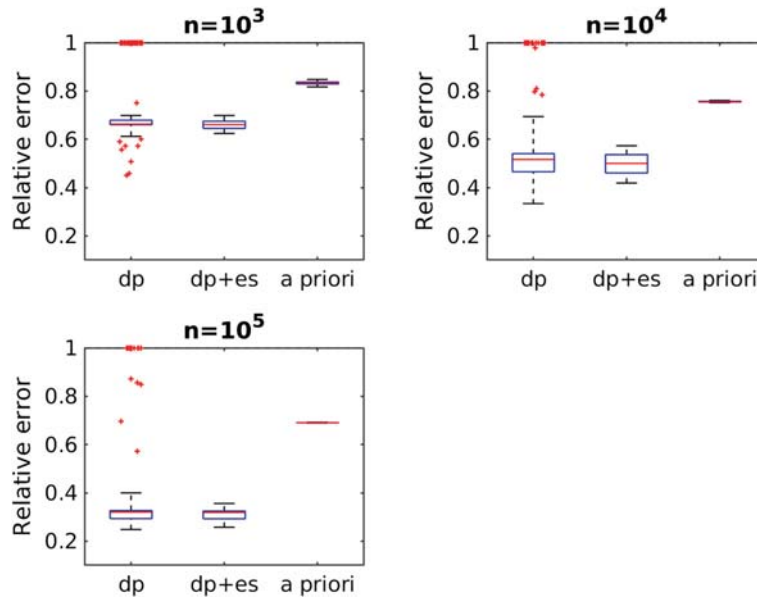 n=10³
Relative error
1
0.8
0.6
0.4
0.2
dp
dp+es
a priori
n=10⁴
Relative error
1
0.8
0.6
0.4
0.2
dp
dp+es
a priori
n=10⁵
Relative error
1
0.8
0.6
0.4
0.2
dp
dp+es
a priori